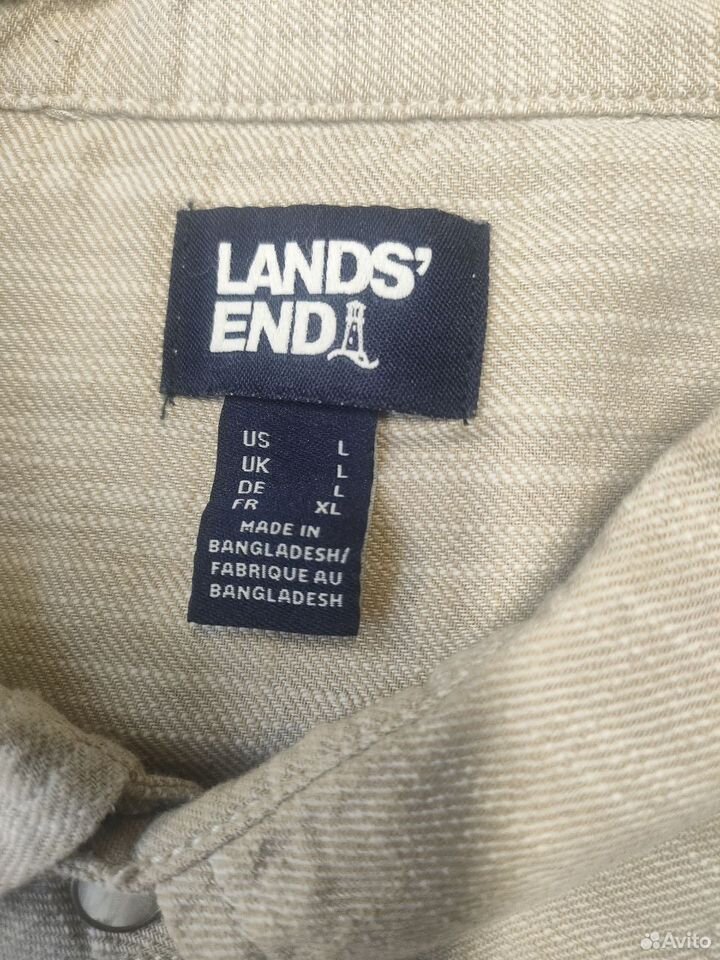 LANDS'
END
US L
UK L
DE L
FR XL
MADE IN
BANGLADESH/
FABRIQUE AU
BANGLADESH
Avito